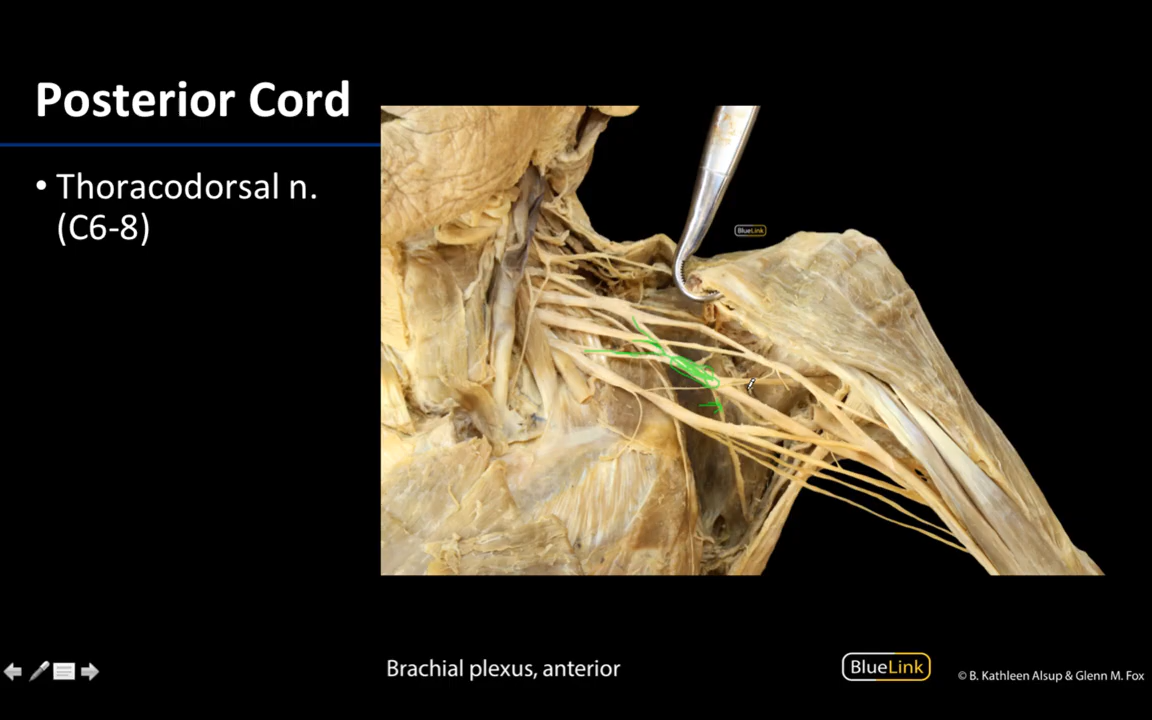 Posterior Cord
• Thoracodorsal n.
(C6-8)
BlueLink
Brachial plexus, anterior
BlueLink
© B. Kathleen Alsup & Glenn M. Fox